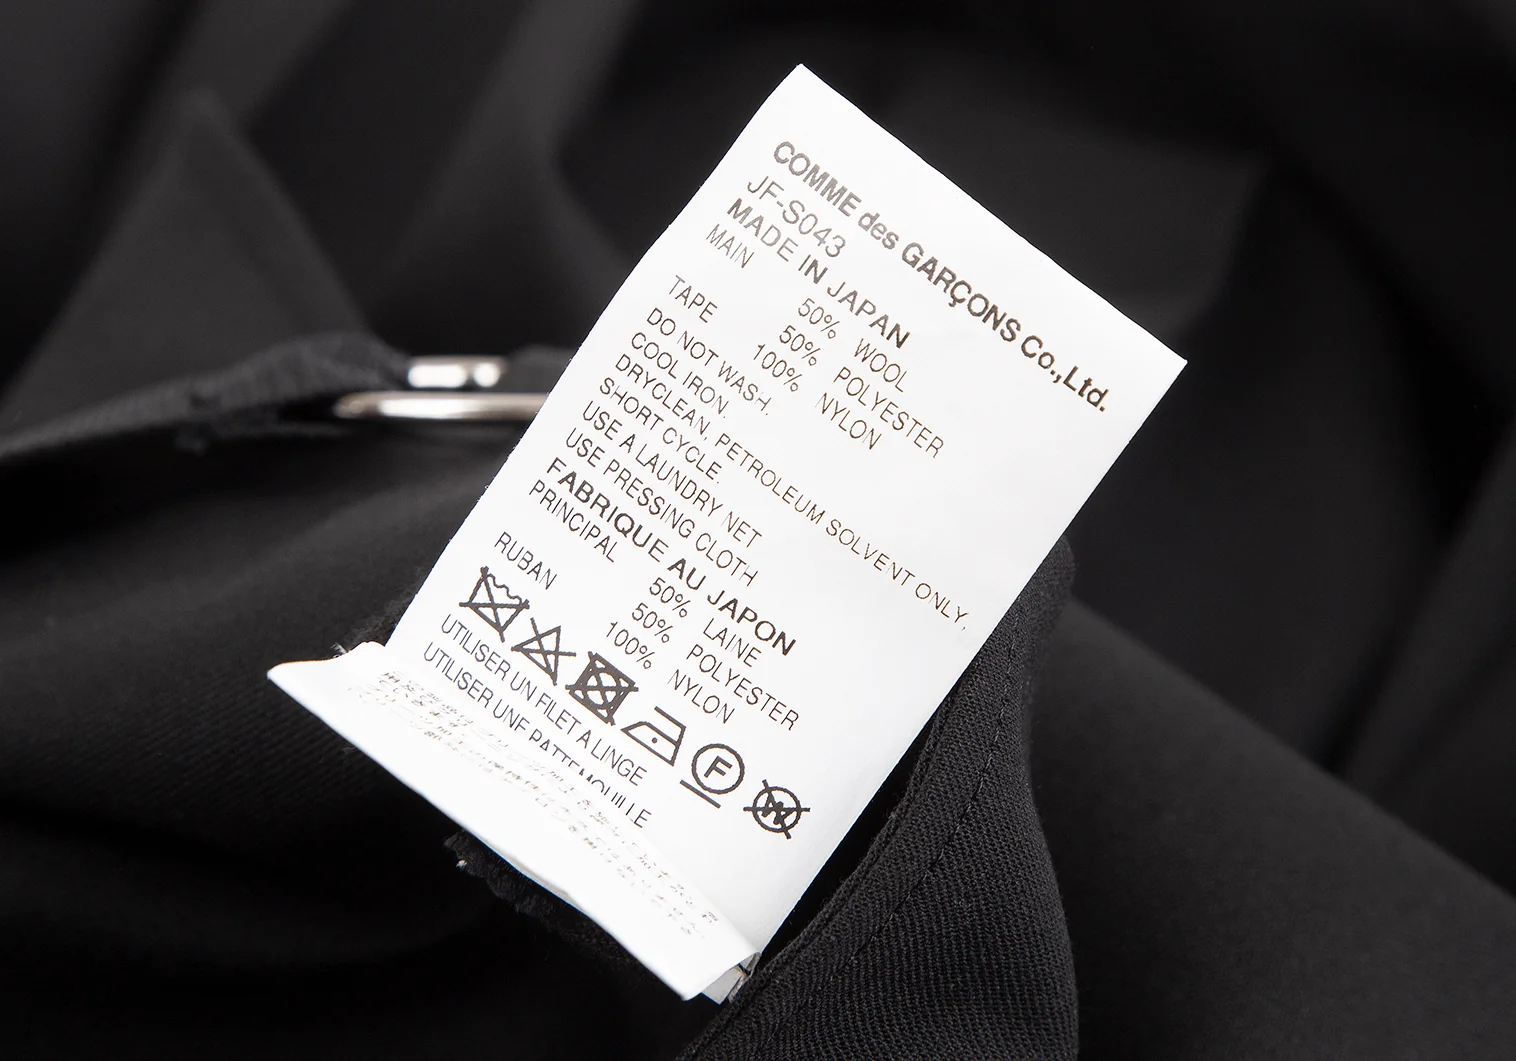 COMME des GARÇONS Co.,Ltd.
JF-S043
MADE IN JAPAN
MAIN 50% WOOL
50% POLYESTER
TAPE 100% NYLON
DO NOT WASH.
COOL IRON.
DRYCLEAN, PETROLEUM SOLVENT ONLY,
SHORT CYCLE.
USE A LAUNDRY NET
USE PRESSING CLOTH
FABRIQUE AU JAPON
PRINCIPAL 50% LAINE
50% POLYESTER
RUBAN 100% NYLON
F W
UTILISER UN FILET A LINGE
UTILISER UNE PATTEMOUILLE